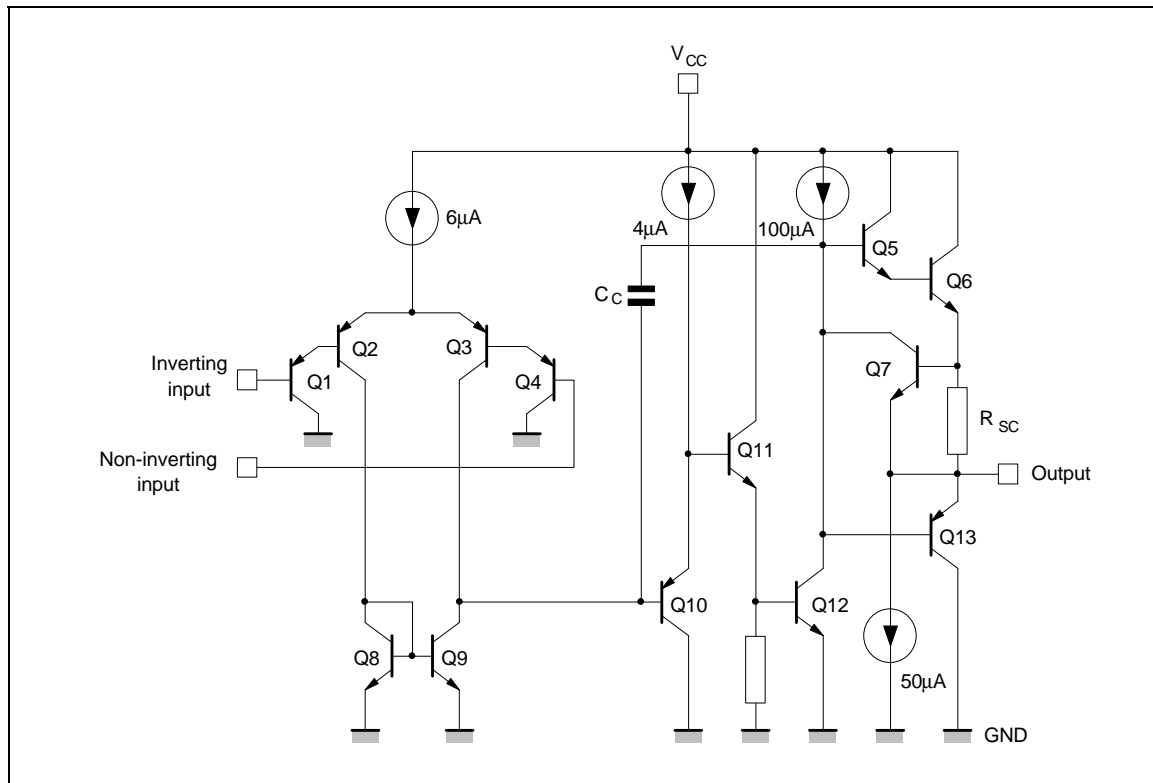 V CC
6µA
4µA
100µA
Q5
Q6
C C
Q2
Q3
Q7
Inverting
input
Q1
Q4
R SC
Non-inverting
input
Q11
Output
Q13
Q10
Q12
Q8
Q9
50µA
GND